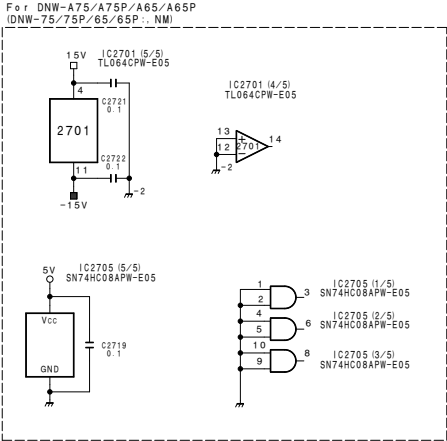 For DNW-A75/A75P/A65/A65P
(DNW-75/75P/65/65P:, NM)
15V
IC2701 (5/5)
TL064CPW-E05
4
C2721
0.1
2701
C2722
0.1
11
-2
-15V
IC2701 (4/5)
TL064CPW-E05
13
12
+
-
2701
14
-2
5V
IC2705 (5/5)
SN74HC08APW-E05
Vcc
C2719
0.1
GND
1
2
3
IC2705 (1/5)
SN74HC08APW-E05
4
5
6
IC2705 (2/5)
SN74HC08APW-E05
10
9
8
IC2705 (3/5)
SN74HC08APW-E05